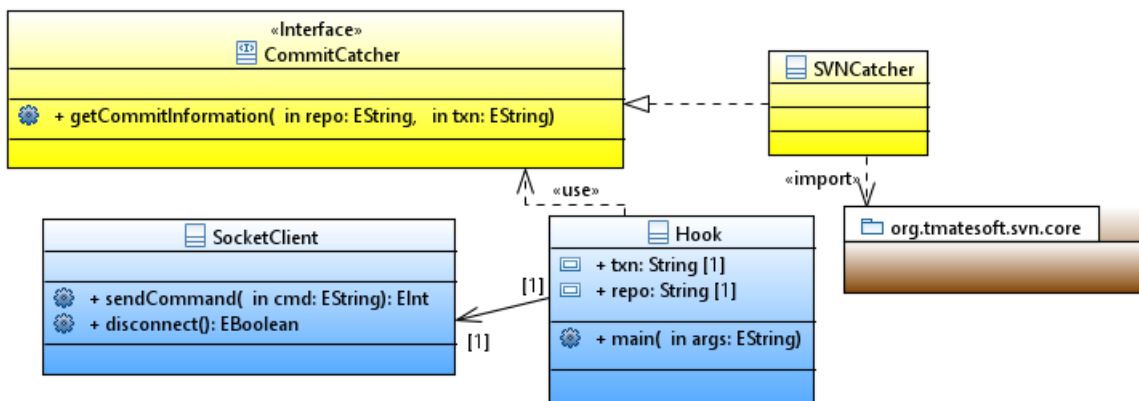 «Interface»
CommitCatcher
+ getCommitInformation( in repo: EString, in txn: EString)
SVNCatcher
«import»
org.tmatesoft.svn.core
«use»
SocketClient
+ sendCommand( in cmd: EString): EInt
+ disconnect(): EBoolean
[1]
[1]
Hook
+ txn: String [1]
+ repo: String [1]
+ main( in args: EString)